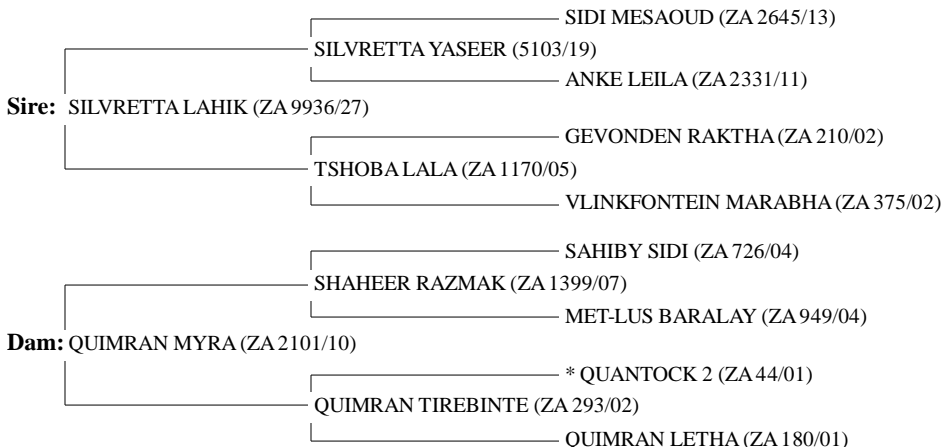 SIDI MESAOUD (ZA 2645/13)
SILVRETTA YASEER (5103/19)
ANKE LEILA (ZA 2331/11)
Sire: SILVRETTA LAHIK (ZA 9936/27)
GEVONDEN RAKTHA (ZA 210/02)
TSHOBA LALA (ZA 1170/05)
VLINKFONTEIN MARABHA (ZA 375/02)
SAHIBY SIDI (ZA 726/04)
SHAHEER RAZMAK (ZA 1399/07)
MET-LUS BARALAY (ZA 949/04)
Dam: QUIMRAN MYRA (ZA 2101/10)
* QUANTOCK 2 (ZA 44/01)
QUIMRAN TIREBINTE (ZA 293/02)
QUIMRAN LETHA (ZA 180/01)